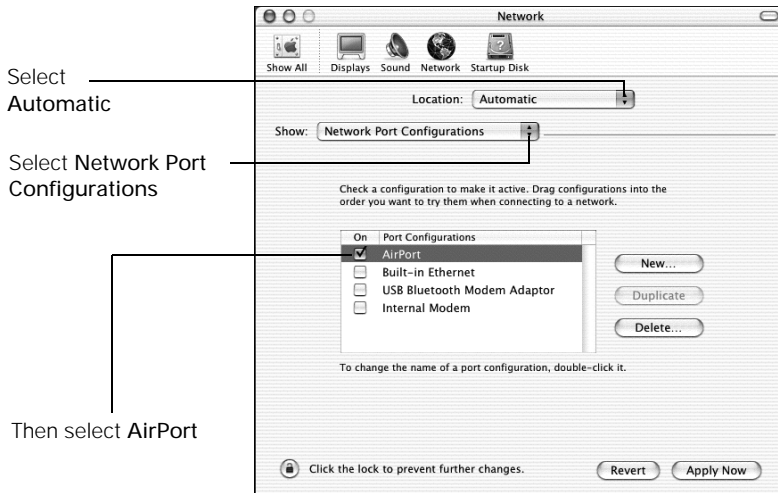 Network
Show All Displays Sound Network Startup Disk
Select
Automatic
Location: Automatic
Show: Network Port Configurations
Select Network Port
Configurations
Check a configuration to make it active. Drag configurations into the
order you want to try them when connecting to a network.
On Port Configurations
AirPort
Built-in Ethernet
USB Bluetooth Modem Adaptor
Internal Modem
New...
Duplicate
Delete...
To change the name of a port configuration, double-click it.
Then select AirPort
Click the lock to prevent further changes.
Revert Apply Now